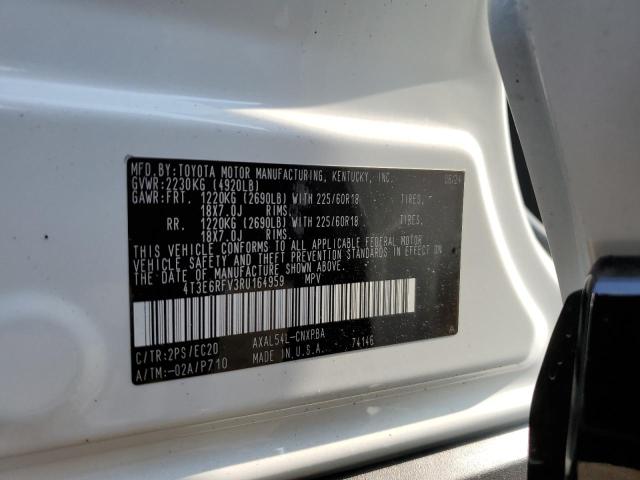 MFD. BY: TOYOTA MOTOR MANUFACTURING, KENTUCKY, INC. 06/24
GVWR: 2230KG (4920LB)
GAWR: FRT. 1220KG (2690LB) WITH 225/60R18 TIRES,
18X7.0J RIMS.
RR. 1220KG (2690LB) WITH 225/60R18 TIRES,
18X7.0J RIMS.
THIS VEHICLE CONFORMS TO ALL APPLICABLE FEDERAL MOTOR
VEHICLE SAFETY AND THEFT PREVENTION STANDARDS IN EFFECT ON
THE DATE OF MANUFACTURE SHOWN ABOVE.
4T3E6RFV3RU164959 MPV
C/TR: 2PS/EC20 AXAL54L-CNXPBA 74146 A
A/TM: -02A/P710 MADE IN U.S.A.